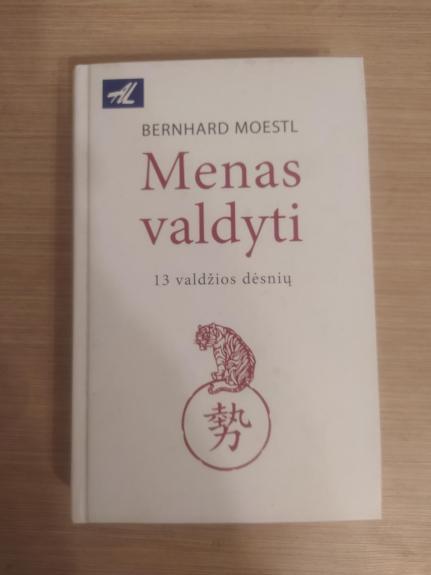 AL
BERNHARD MOESTL
Menas
valdyti
13 valdžios dėsnių
勢